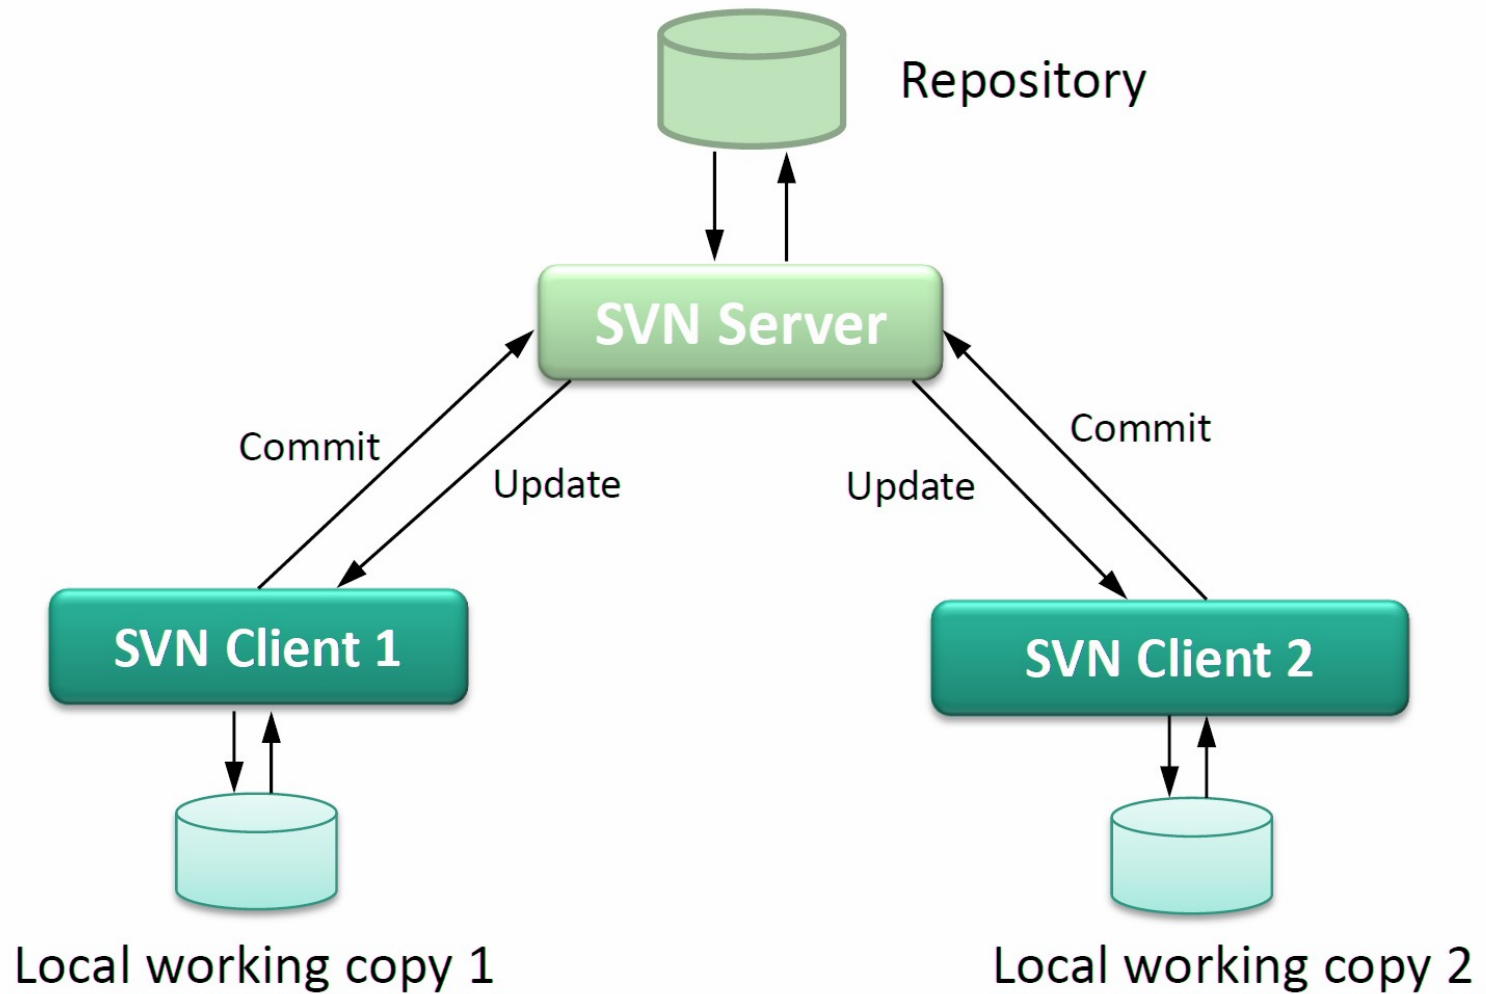 Repository
SVN Server
Commit
Update
Update
Commit
SVN Client 1
SVN Client 2
Local working copy 1
Local working copy 2